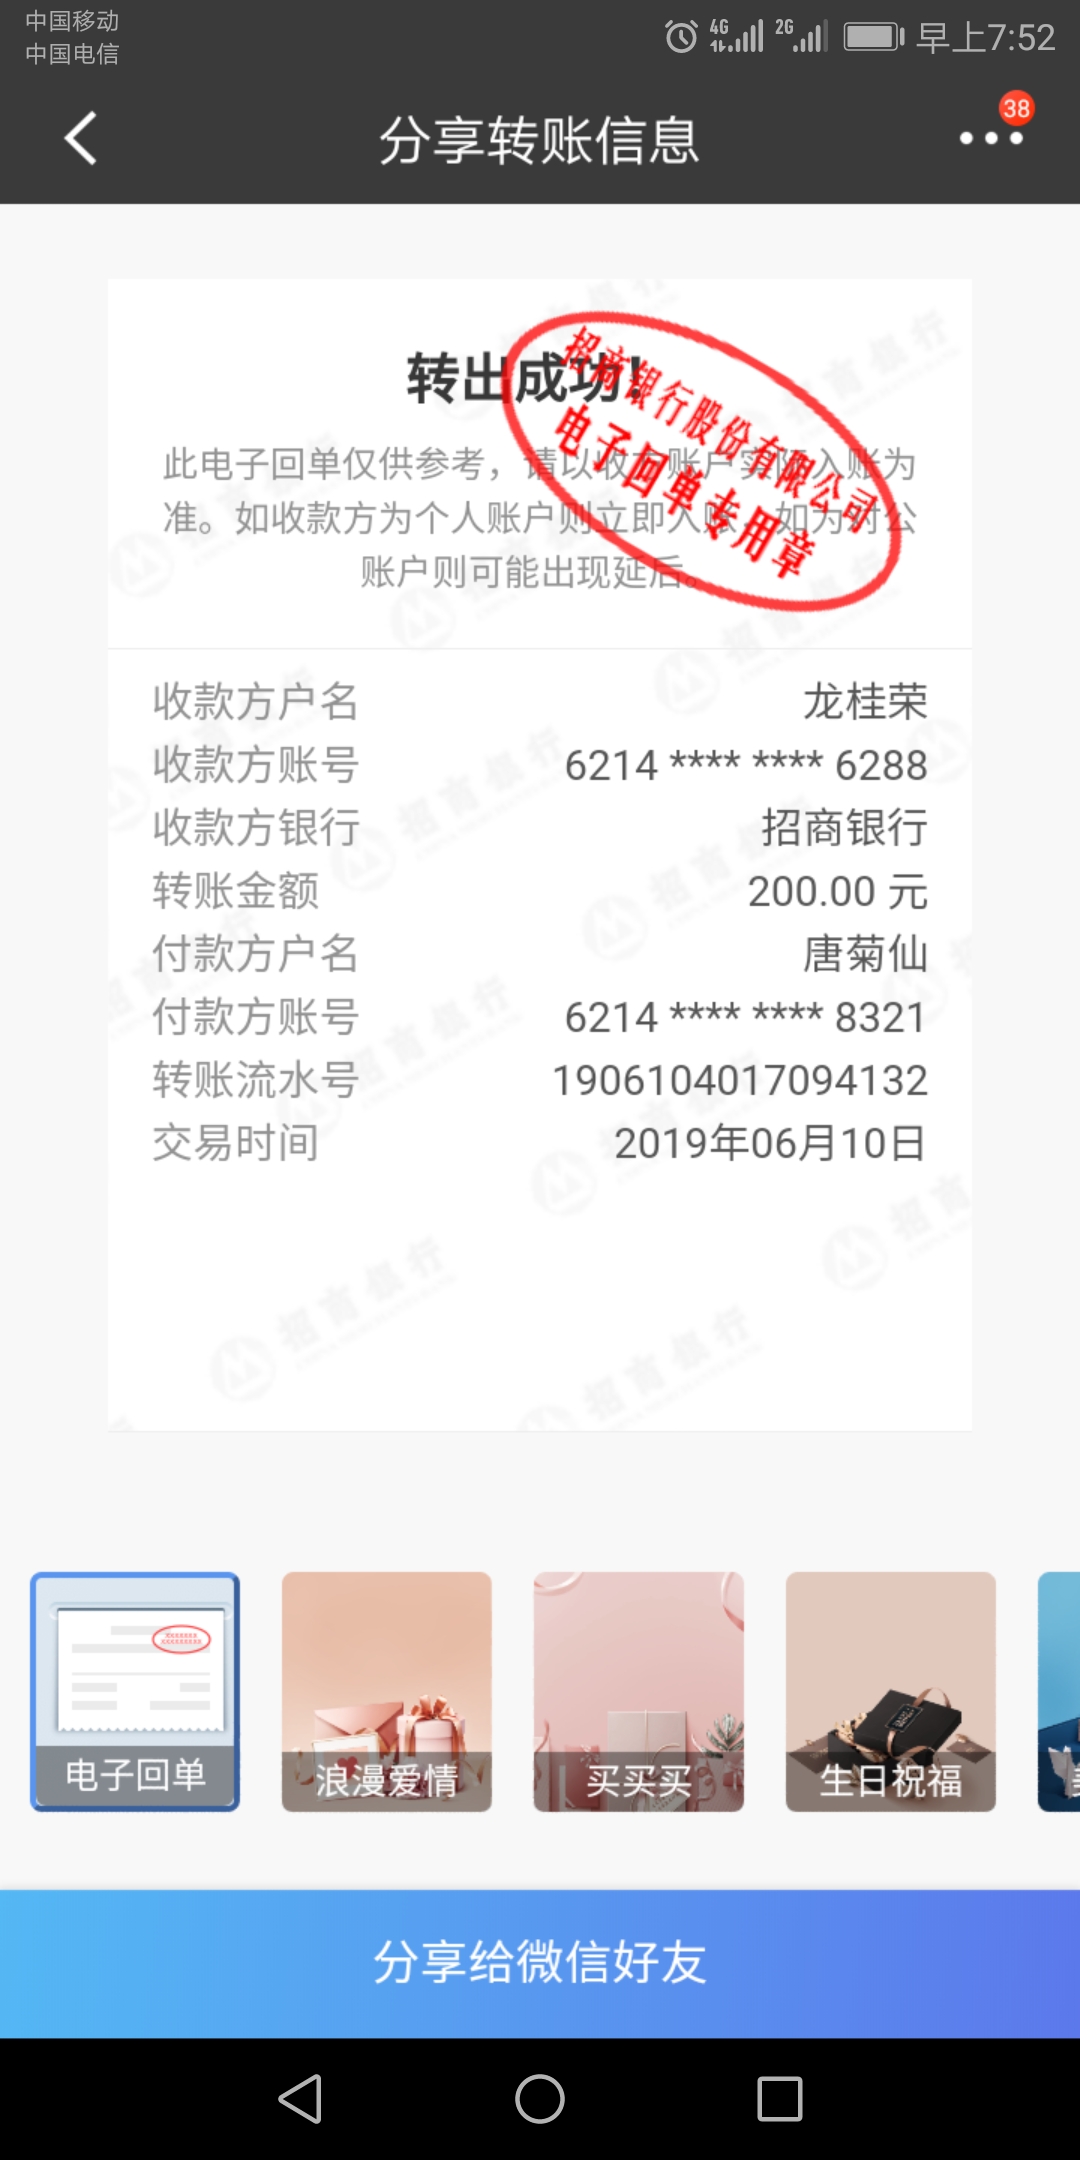 中国移动
中国电信
4G 2G 早上7:52
分享转账信息
38
转出成功!
招商银行股份有限公司
电子回单专用章
此电子回单仅供参考，请以收方账户实际入账为
准。如收款方为个人账户则立即入账，如为对公
账户则可能出现延后。
收款方户名 龙桂荣
收款方账号 6214 **** **** 6288
收款方银行 招商银行
转账金额 200.00 元
付款方户名 唐菊仙
付款方账号 6214 **** **** 8321
转账流水号 1906104017094132
交易时间 2019年06月10日
招商银行
电子回单 浪漫爱情 买买买 生日祝福
分享给微信好友